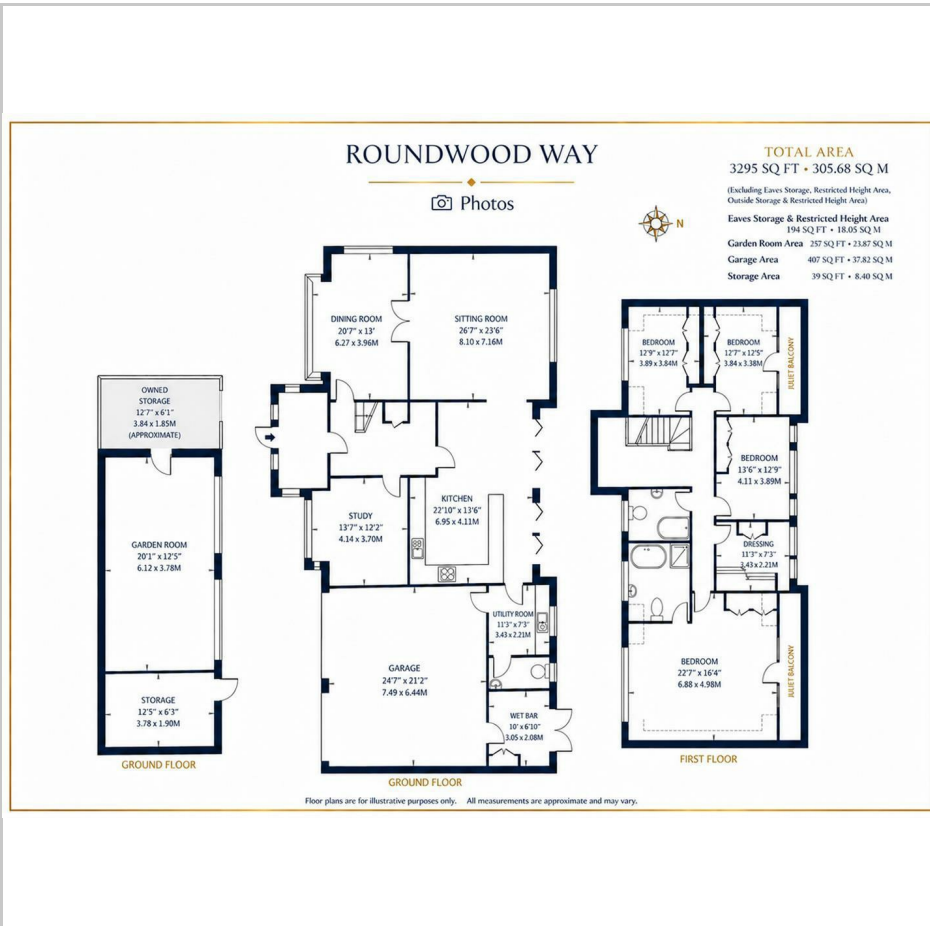 ROUNDWOOD WAY
Photos
TOTAL AREA
3295 SQ FT • 305.68 SQ M
(Excluding Eaves Storage, Restricted Height Area,
Outside Storage & Restricted Height Area)
Eaves Storage & Restricted Height Area
194 SQ FT • 18.05 SQ M
Garden Room Area 257 SQ FT • 23.87 SQ M
Garage Area 407 SQ FT • 37.82 SQ M
Storage Area 39 SQ FT • 8.40 SQ M
N
OWNED
STORAGE
12'7" x 6'1"
3.84 x 1.85M
(APPROXIMATE)
GARDEN ROOM
20'1" x 12'5"
6.12 x 3.78M
STORAGE
12'5" x 6'3"
3.78 x 1.90M
GROUND FLOOR
DINING ROOM
20'7" x 13'
6.27 x 3.96M
SITTING ROOM
26'7" x 23'6"
8.10 x 7.16M
KITCHEN
22'10" x 13'6"
6.95 x 4.11M
STUDY
13'7" x 12'2"
4.14 x 3.70M
UTILITY ROOM
11'3" x 7'3"
3.43 x 2.21M
GARAGE
24'7" x 21'2"
7.49 x 6.44M
WET BAR
10' x 6'10"
3.05 x 2.08M
GROUND FLOOR
BEDROOM
12'9" x 12'7"
3.89 x 3.84M
BEDROOM
12'7" x 12'5"
3.84 x 3.38M
JULIET BALCONY
BEDROOM
13'6" x 12'9"
4.11 x 3.89M
DRESSING
11'3" x 7'3"
3.43 x 2.21M
BEDROOM
22'7" x 16'4"
6.88 x 4.98M
JULIET BALCONY
FIRST FLOOR
Floor plans are for illustrative purposes only. All measurements are approximate and may vary.